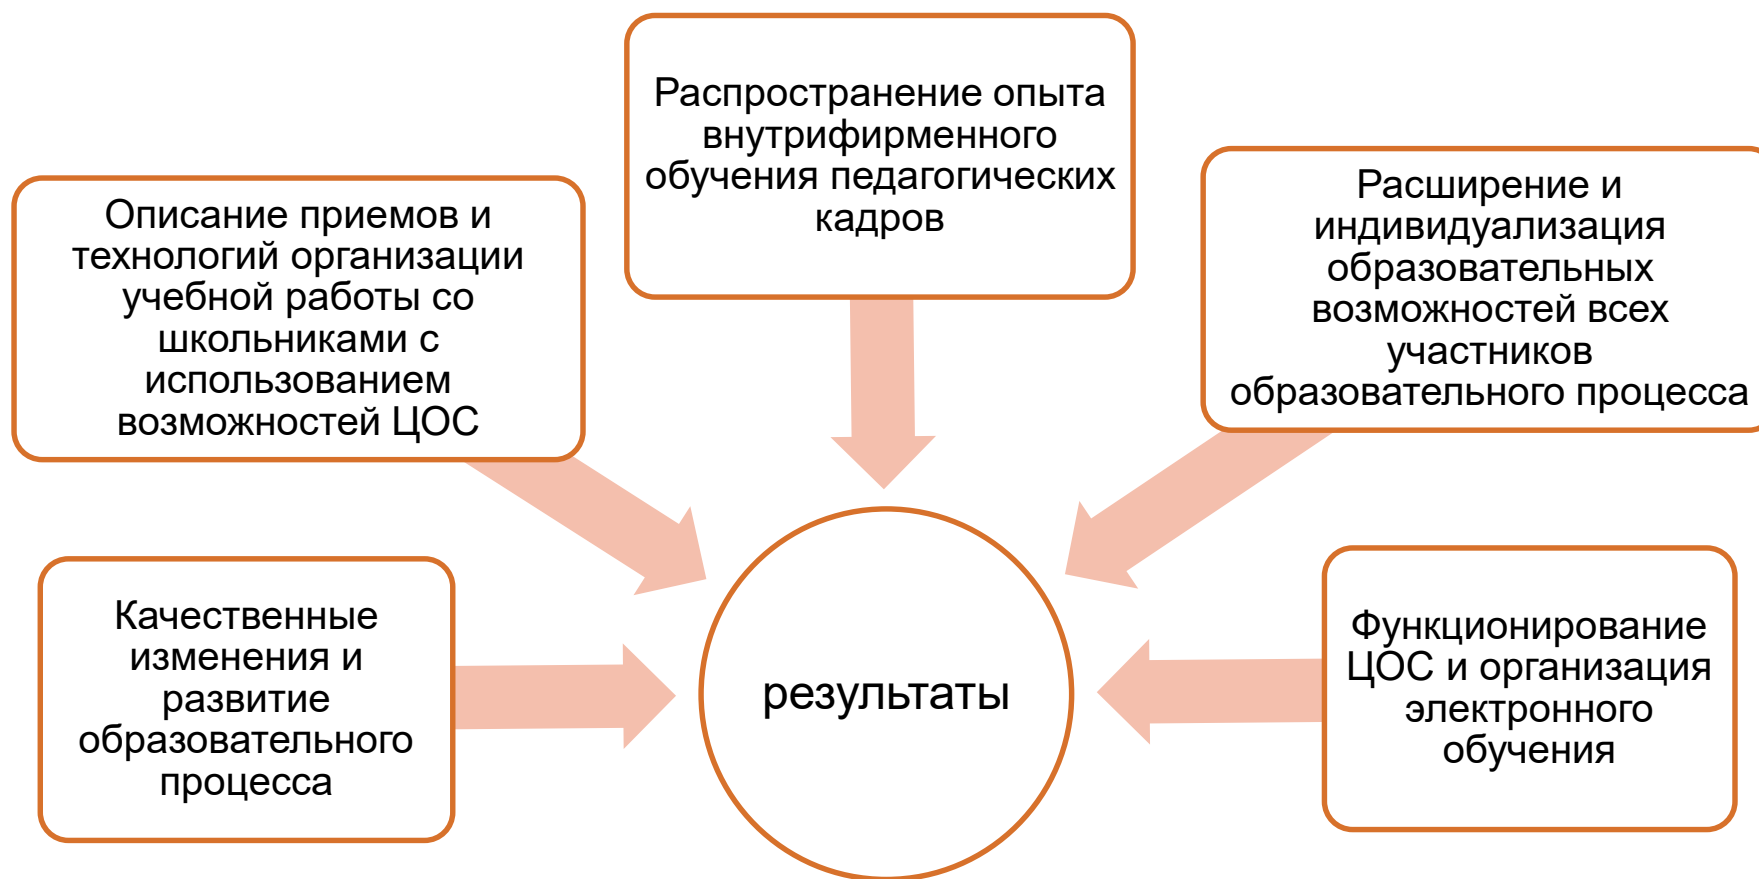 Распространение опыта
внутрифирменного
обучения педагогических
кадров
Описание приемов и
технологий организации
учебной работы со
школьниками с
использованием
возможностей ЦОС
Расширение и
индивидуализация
образовательных
возможностей всех
участников
образовательного процесса
Качественные
изменения и
развитие
образовательного
процесса
результаты
Функционирование
ЦОС и организация
электронного
обучения